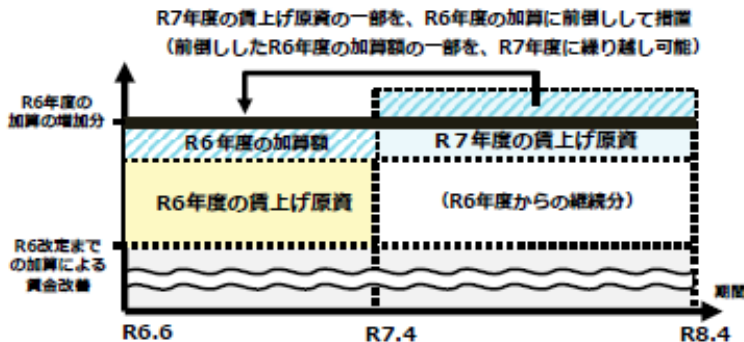 R7年度の賃上げ原資の一部を、R6年度の加算に前倒しして措置
（前倒ししたR6年度の加算額の一部を、R7年度に繰り越し可能）
R6年度の
加算の増加分
R6年度の加算額
R7年度の賃上げ原資
R6年度の賃上げ原資
（R6年度からの継続分）
R6改定まで
の加算による
賃金改善
期間
R6.6
R7.4
R8.4